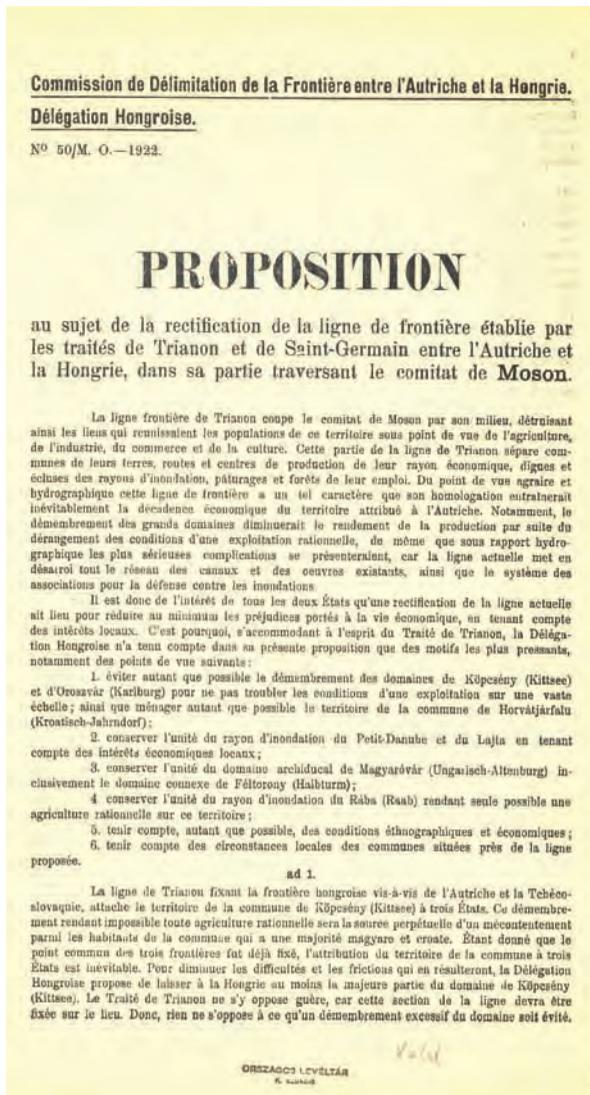 Commission de Délimitation de la Frontière entre l'Autriche et la Hongrie.
Délégation Hongroise.
Nº 50/M. O.—1922.
PROPOSITION
au sujet de la rectification de la ligne de frontière établie par
les traités de Trianon et de Saint-Germain entre l'Autriche et
la Hongrie, dans sa partie traversant le comitat de Moson.
La ligne frontière de Trianon coupe le comitat de Moson par son milieu, détruisant
ainsi les liens qui reunissaient les populations de ce territoire sous point de vue de l'agriculture,
de l'industrie, du commerce et de la culture. Cette partie de la ligne de Trianon sépare com-
munes de leurs terres, routes et centres de production de leur rayon économique, digues et
écluses des rayons d'inondation, pâturages et forêts de leur emploi. Du point de vue agraire et
hydrographique cette ligne de frontière a un tel caractère que son homologation entraînerait
inévitablement la décadence économique du territoire attribué à l'Autriche. Notamment, le
démembrement des grands domaines diminuerait le rendement de la production par suite du
dérangement des conditions d'une exploitation rationnelle, de même que sous rapport hydro-
graphique les plus sérieuses complications se présenteraient, car la ligne actuelle met en
désarroi tout le réseau des canaux et des oeuvres existants, ainsi que le système des
associations pour la défense contre les inondations
Il est donc de l'intérêt de tous les deux États qu'une rectification de la ligne actuelle
ait lieu pour réduire au minimum les préjudices portés à la vie économique, en tenant compte
des intérêts locaux. C'est pourquoi, s'accommodant à l'esprit du Traité de Trianon, la Déléga-
tion Hongroise n'a tenu compte dans sa présente proposition que des motifs les plus pressants,
notamment des points de vue suivants:
1. éviter autant que possible le démembrement des domaines de Köpcsény (Kittsee)
et d'Oroszvár (Karlburg) pour ne pas troubler les conditions d'une exploitation sur une vaste
échelle; ainsi que ménager autant que possible le territoire de la commune de Horvátjárfalu
(Kroatisch-Jahrndorf);
2. conserver l'unité du rayon d'inondation du Petit-Danube et du Lajta en tenant
compte des intérêts économiques locaux;
3. conserver l'unité du domaine archiducal de Magyaróvár (Ungarisch-Altenburg) in-
clusivement le domaine connexe de Féltorony (Halbturm);
4 conserver l'unité du rayon d'inondation du Rába (Raab) rendant seule possible une
agriculture rationnelle sur ce territoire;
5. tenir compte, autant que possible, des conditions éthnographiques et économiques;
6. tenir compte des circonstances locales des communes situées près de la ligne
proposée.
ad 1.
La ligne de Trianon fixant la frontière hongroise vis-à-vis de l'Autriche et la Tchéco-
slovaquie, attache le territoire de la commune de Köpcsény (Kittsee) à trois États. Ce démembre-
ment rendant impossible toute agriculture rationnelle sera la source perpétuelle d'un mécontentement
parmi les habitants de la commune qui a une majorité magyare et croate. Étant donné que le
point commun des trois frontières fut déjà fixé, l'attribution du territoire de la commune à trois
États est inévitable. Pour diminuer les difficultés et les frictions qui en résulteront, la Délégation
Hongroise propose de laisser à la Hongrie au moins la majeure partie du domaine de Köpcsény
(Kittsee). Le Traité de Trianon ne s'y oppose guère, car cette section de la ligne devra être
fixée sur le lieu. Donc, rien ne s'oppose à ce qu'un démembrement excessif du domaine soit évité.
ORSZÁGOS LEVÉLTÁR